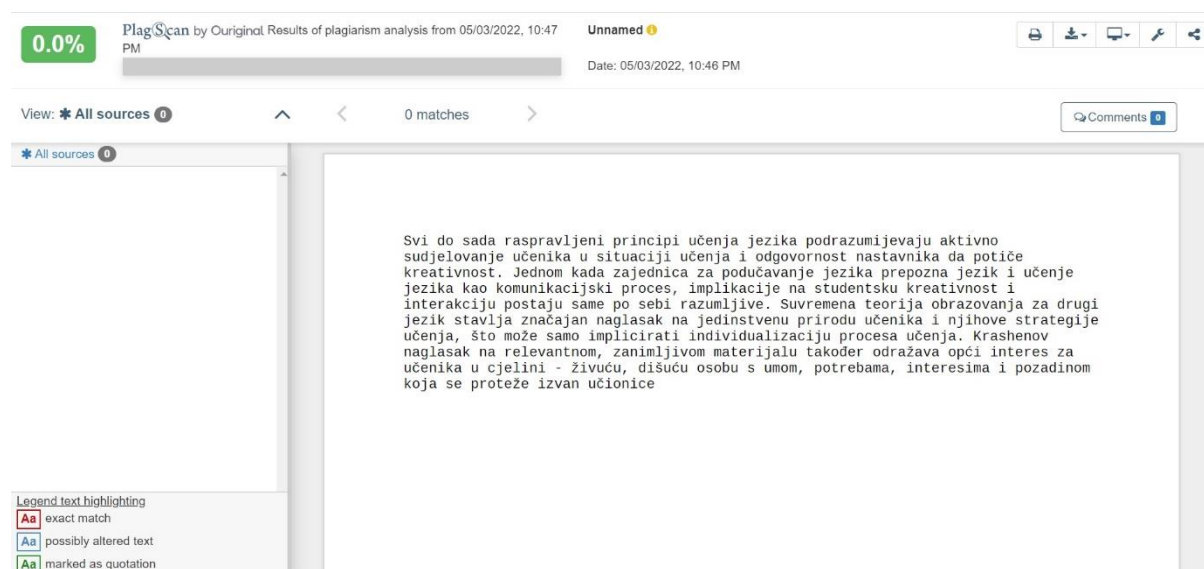 0.0%
PlagScan by Ouriginal Results of plagiarism analysis from 05/03/2022, 10:47
PM
Unnamed
Date: 05/03/2022, 10:46 PM
View: ✱ All sources 0
0 matches
Comments 0
✱ All sources 0
Svi do sada raspravljeni principi učenja jezika podrazumijevaju aktivno
sudjelovanje učenika u situaciji učenja i odgovornost nastavnika da potiče
kreativnost. Jednom kada zajednica za podučavanje jezika prepozna jezik i učenje
jezika kao komunikacijski proces, implikacije na studentsku kreativnost i
interakciju postaju same po sebi razumljive. Suvremena teorija obrazovanja za drugi
jezik stavlja značajan naglasak na jedinstvenu prirodu učenika i njihove strategije
učenja, što može samo implicirati individualizaciju procesa učenja. Krashenov
naglasak na relevantnom, zanimljivom materijalu također odražava opći interes za
učenika u cjelini - živuću, dišuću osobu s umom, potrebama, interesima i pozadinom
koja se proteže izvan učionice
Legend text highlighting
Aa exact match
Aa possibly altered text
Aa marked as quotation